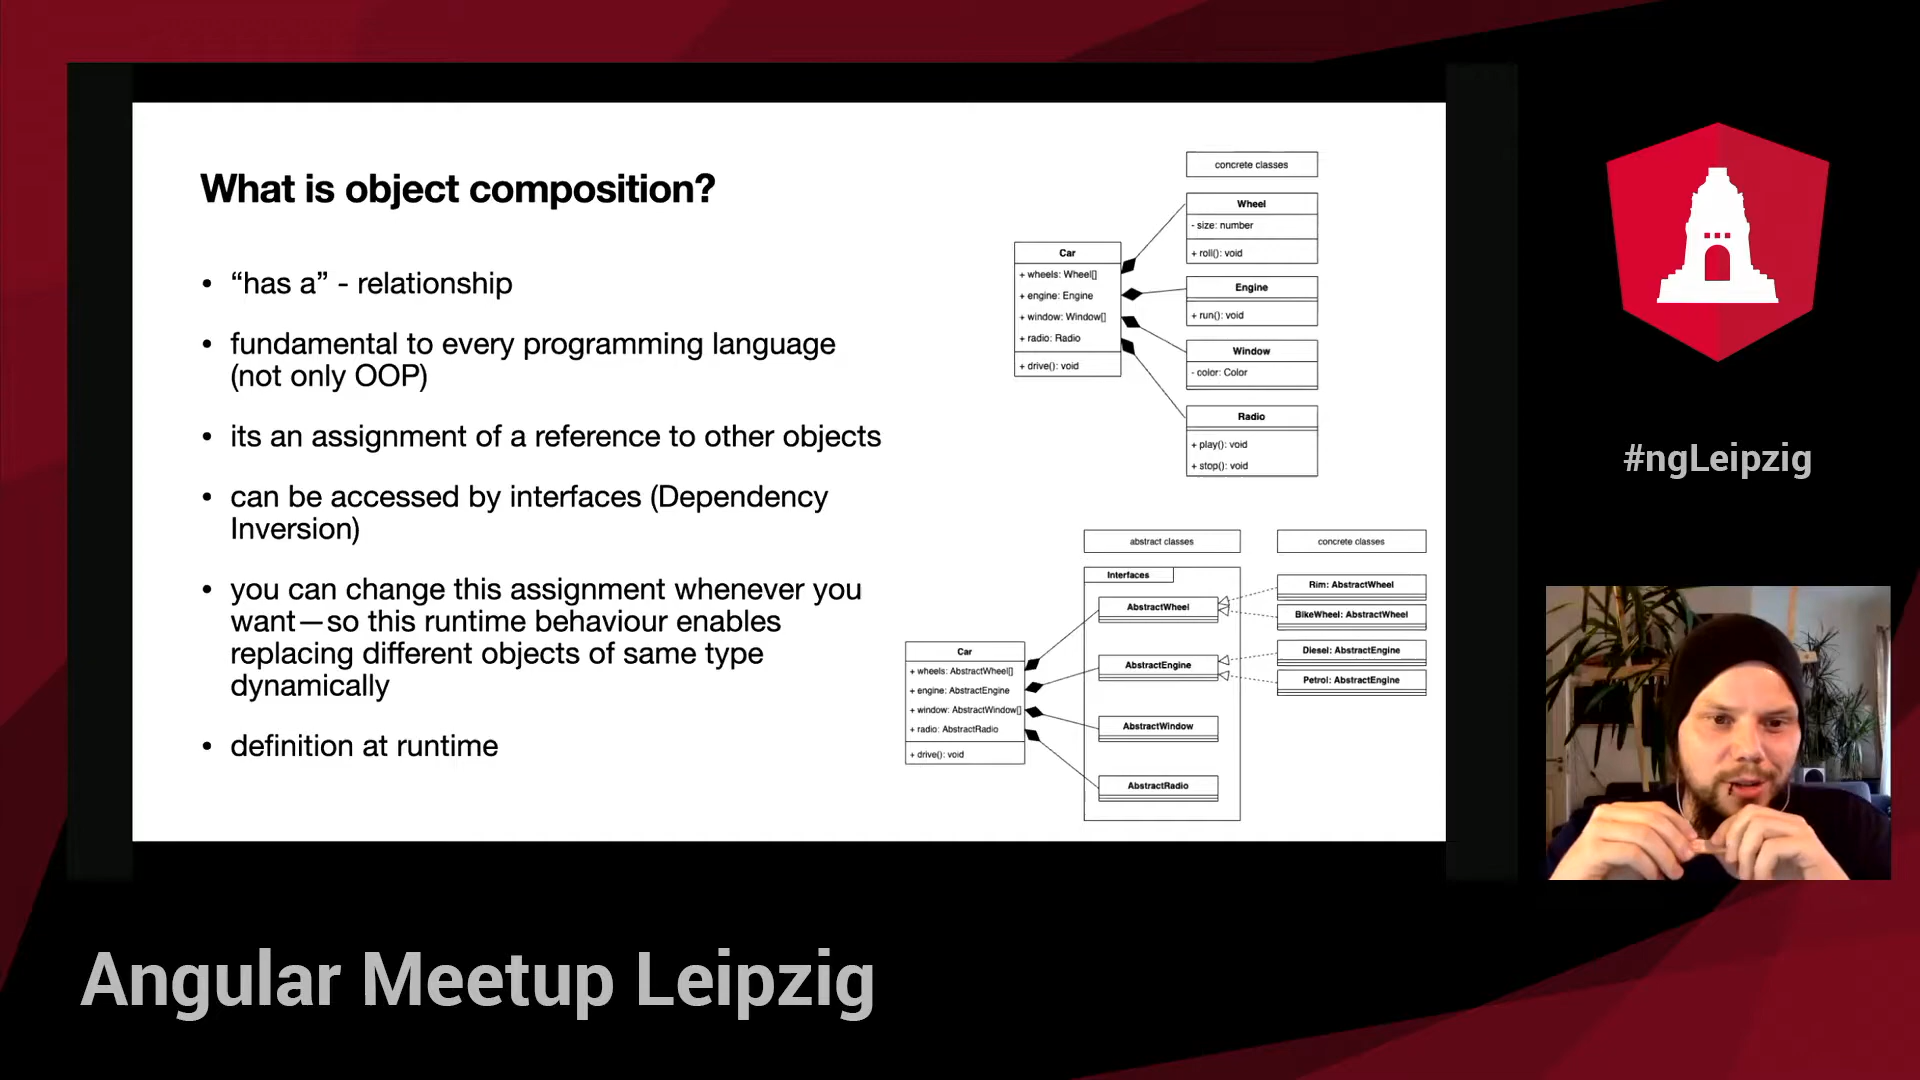 What is object composition?
• “has a” - relationship
• fundamental to every programming language
(not only OOP)
• its an assignment of a reference to other objects
• can be accessed by interfaces (Dependency
Inversion)
• you can change this assignment whenever you
want—so this runtime behaviour enables
replacing different objects of same type
dynamically
• definition at runtime
concrete classes
Car
+ wheels: Wheel[]
+ engine: Engine
+ window: Window[]
+ radio: Radio
+ drive(): void
Wheel
- size: number
+ roll(): void
Engine
+ run(): void
Window
- color: Color
Radio
+ play(): void
+ stop(): void
abstract classes
concrete classes
Interfaces
Car
+ wheels: AbstractWheel[]
+ engine: AbstractEngine
+ window: AbstractWindow[]
+ radio: AbstractRadio
+ drive(): void
AbstractWheel
AbstractEngine
AbstractWindow
AbstractRadio
Rim: AbstractWheel
BikeWheel: AbstractWheel
Diesel: AbstractEngine
Petrol: AbstractEngine
#ngLeipzig
Angular Meetup Leipzig